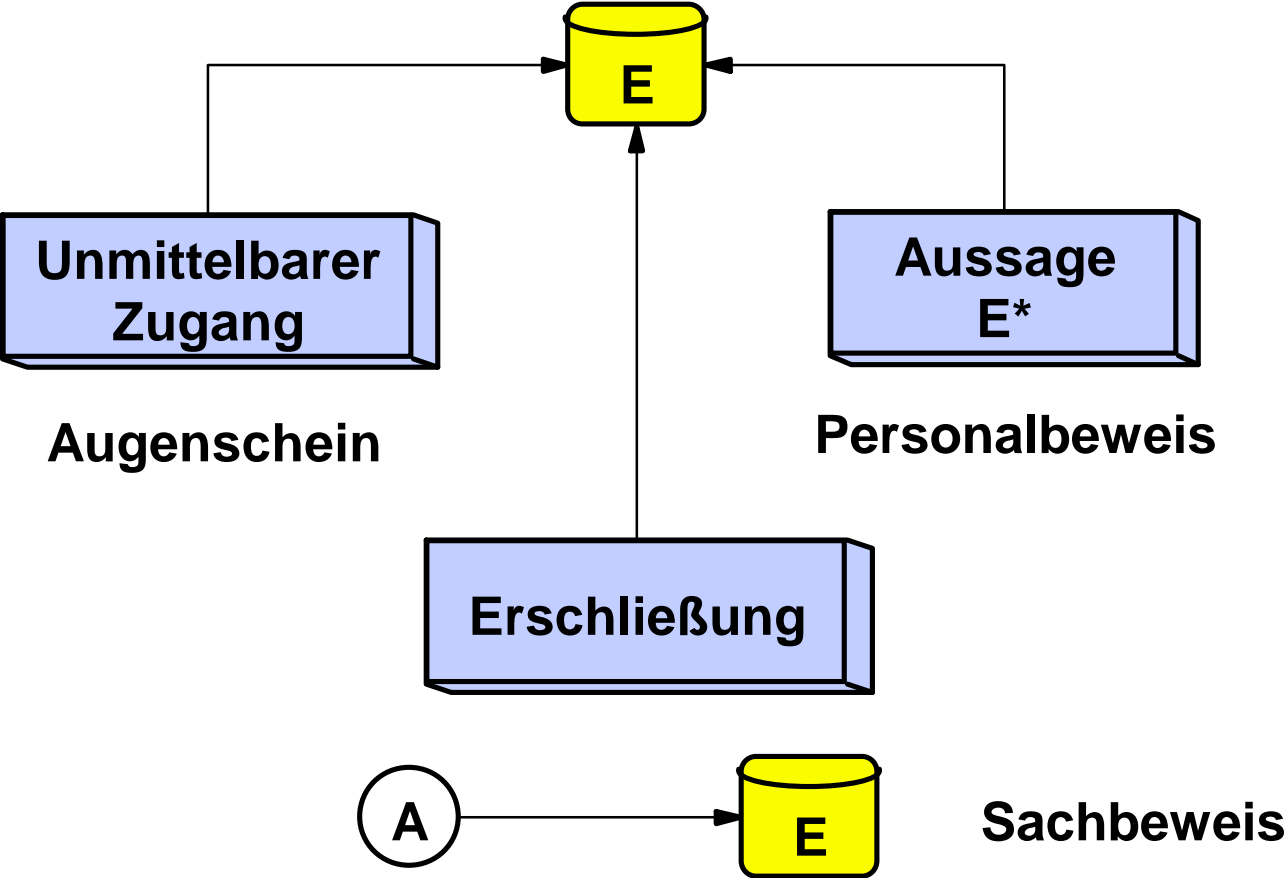 E
Unmittelbarer
Zugang
Aussage
E*
Augenschein
Personalbeweis
Erschließung
A
E
Sachbeweis